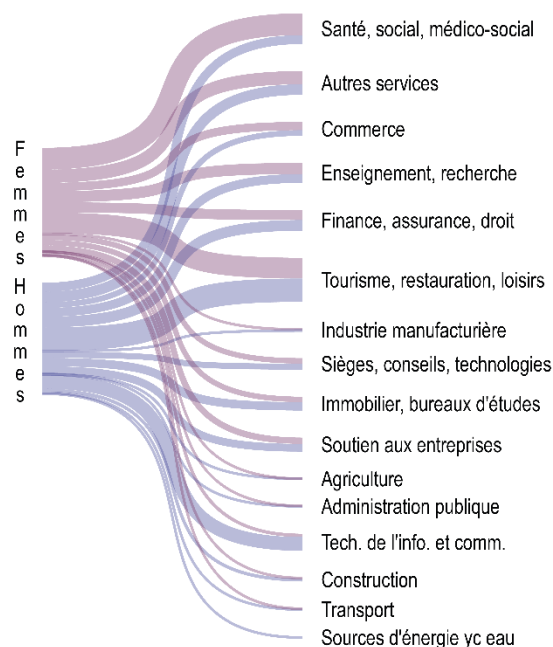 Femmes
Hommes
Santé, social, médico-social
Autres services
Commerce
Enseignement, recherche
Finance, assurance, droit
Tourisme, restauration, loisirs
Industrie manufacturière
Sièges, conseils, technologies
Immobilier, bureaux d'études
Soutien aux entreprises
Agriculture
Administration publique
Tech. de l'info. et comm.
Construction
Transport
Sources d'énergie yc eau